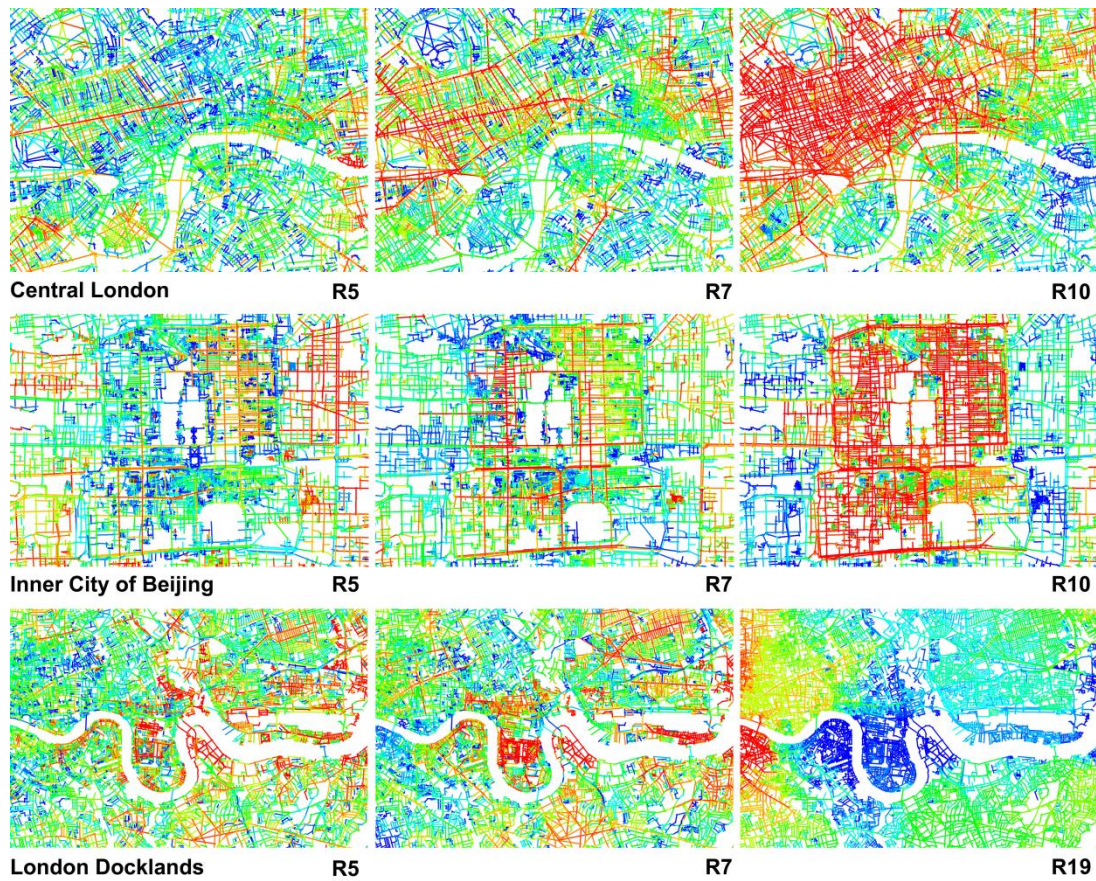 Central London R5 R7 R10
Inner City of Beijing R5 R7 R10
London Docklands R5 R7 R19